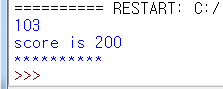 ========== RESTART: C:/
103
score is 200
**********
>>>